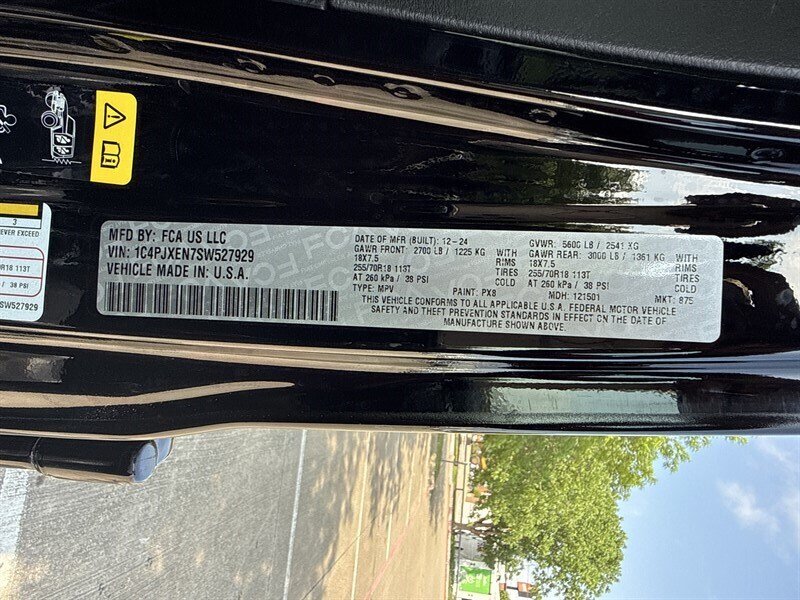 3
NEVER EXCEED
R18 113T
/ 38 PSI
SW527929
MFD BY: FCA US LLC
VIN: 1C4PJXEN7SW527929
VEHICLE MADE IN U.S.A.
DATE OF MFR (BUILT): 12-24 GVWR: 5600 LB / 2541 KG
GAWR FRONT: 2700 LB / 1225 KG WITH GAWR REAR: 3000 LB / 1361 KG WITH
18X7.5 RIMS 18X7.5 RIMS
255/70R18 113T TIRES 255/70R18 113T TIRES
AT 260 kPa / 38 PSI COLD AT 260 kPa / 38 PSI COLD
TYPE: MPV PAINT: PX8 MDH: 121501 MKT: 875
THIS VEHICLE CONFORMS TO ALL APPLICABLE U.S.A. FEDERAL MOTOR VEHICLE
SAFETY AND THEFT PREVENTION STANDARDS IN EFFECT ON THE DATE OF
MANUFACTURE SHOWN ABOVE.